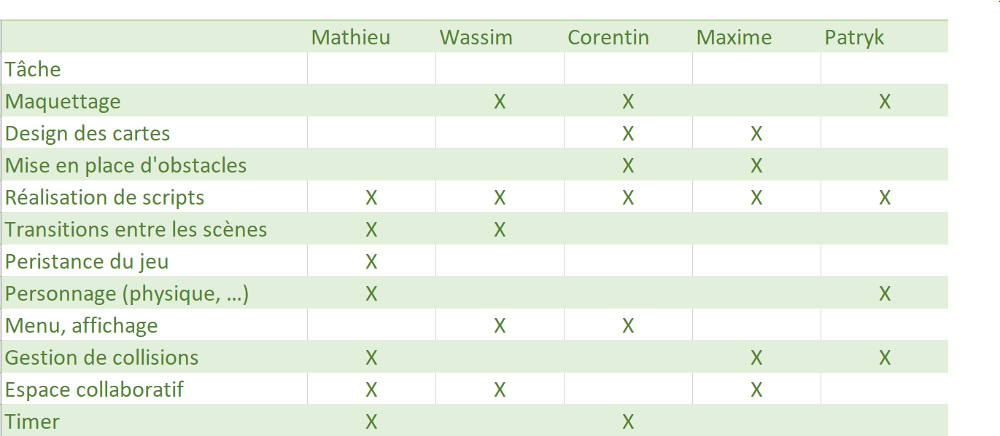 Mathieu Wassim Corentin Maxime Patryk
Tâche
Maquettage X X X
Design des cartes X X
Mise en place d'obstacles X X
Réalisation de scripts X X X X X
Transitions entre les scènes X X
Peristance du jeu X
Personnage (physique, ...) X X
Menu, affichage X X
Gestion de collisions X X X
Espace collaboratif X X X
Timer X X